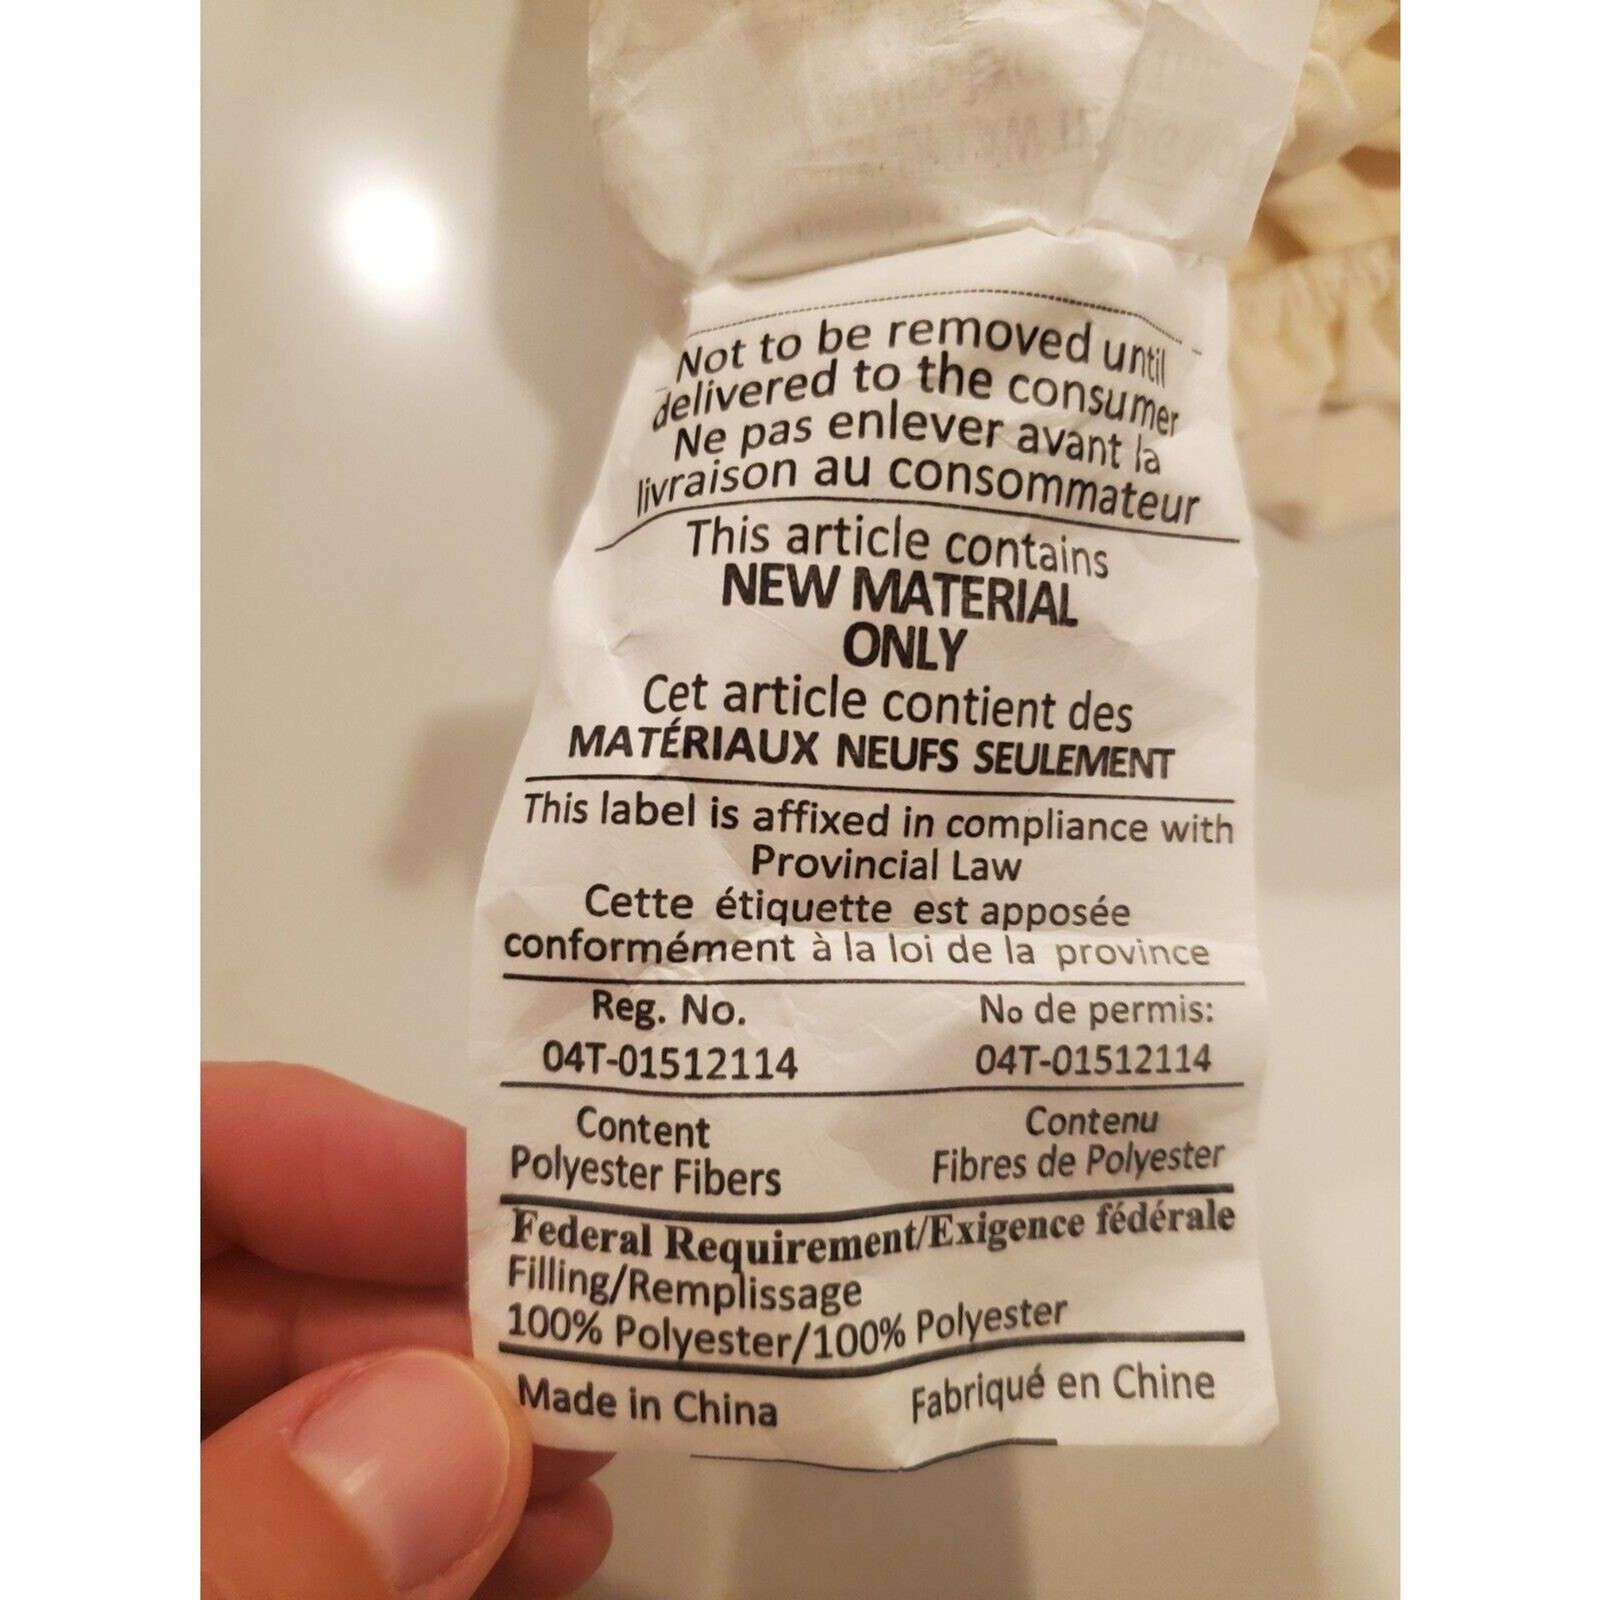 Not to be removed until
delivered to the consumer
Ne pas enlever avant la
livraison au consommateur
This article contains
NEW MATERIAL
ONLY
Cet article contient des
MATÉRIAUX NEUFS SEULEMENT
This label is affixed in compliance with
Provincial Law
Cette étiquette est apposée
conformément à la loi de la province
Reg. No. No de permis:
04T-01512114 04T-01512114
Content Contenu
Polyester Fibers Fibres de Polyester
Federal Requirement/Exigence fédérale
Filling/Remplissage
100% Polyester/100% Polyester
Made in China Fabriqué en Chine